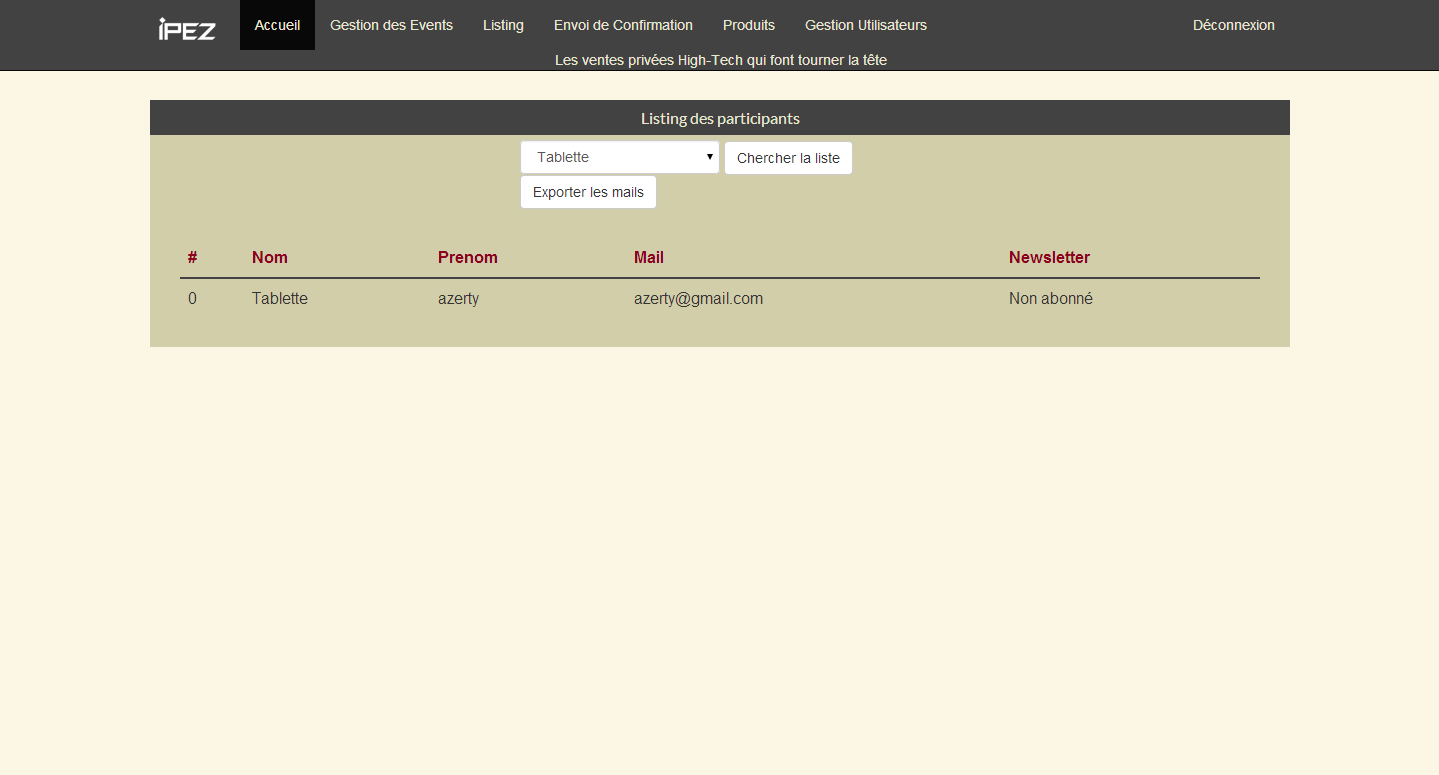 iPEZ Accueil Gestion des Events Listing Envoi de Confirmation Produits Gestion Utilisateurs Déconnexion
Les ventes privées High-Tech qui font tourner la tête
Listing des participants
Tablette Chercher la liste
Exporter les mails
# Nom Prenom Mail Newsletter
0 Tablette azerty azerty@gmail.com Non abonné